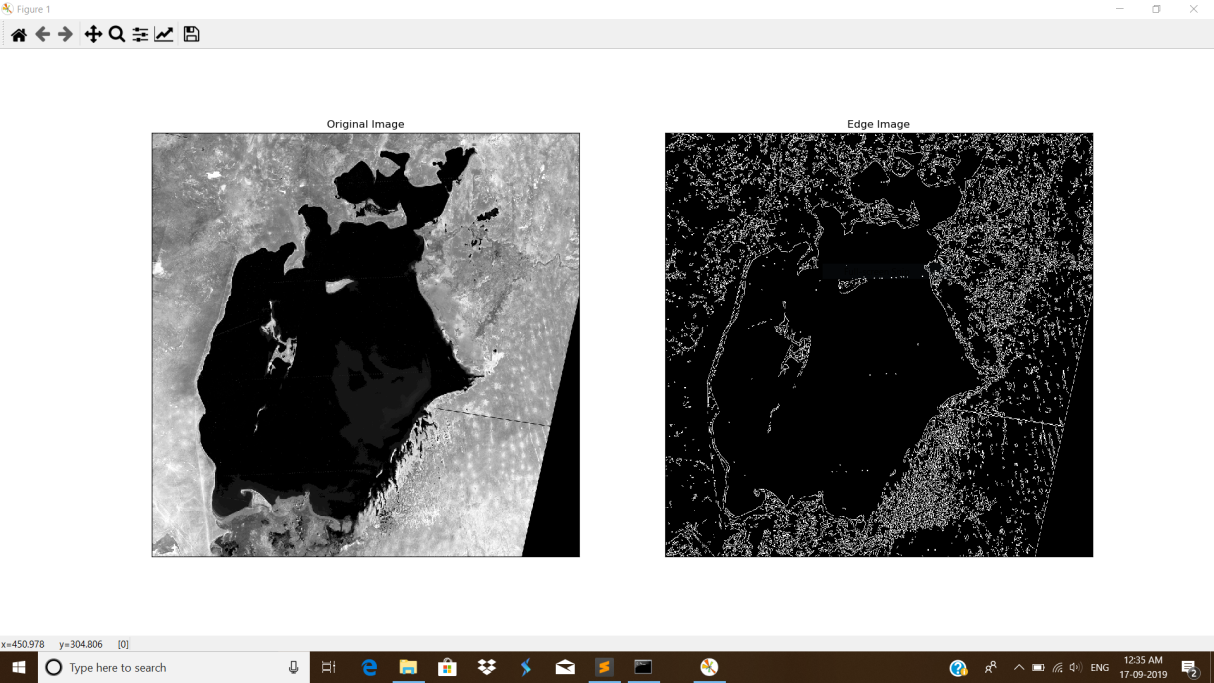 Figure 1
Original Image
Edge Image
x=450.978 y=304.806 [0]
Type here to search
ENG
12:35 AM
17-09-2019
2